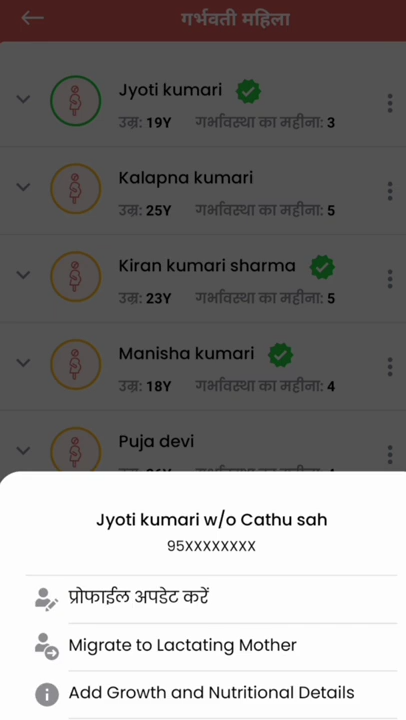 गर्भवती महिला
Jyoti kumari
उम्र: 19Y गर्भावस्था का महीना: 3
Kalapna kumari
उम्र: 25Y गर्भावस्था का महीना: 5
Kiran kumari sharma
उम्र: 23Y गर्भावस्था का महीना: 5
Manisha kumari
उम्र: 18Y गर्भावस्था का महीना: 4
Puja devi
Jyoti kumari w/o Cathu sah
95XXXXXXXX
प्रोफाईल अपडेट करें
Migrate to Lactating Mother
Add Growth and Nutritional Details